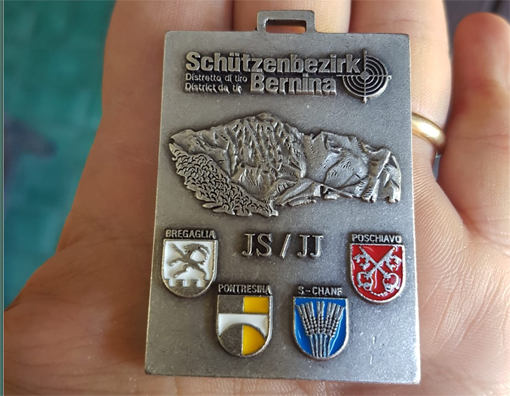 Schützenbezirk
Distretto di tiro
District da tir
Bernina
BREGAGLIA
JS / JJ
POSCHIAVO
PONTRESINA
S-CHANF